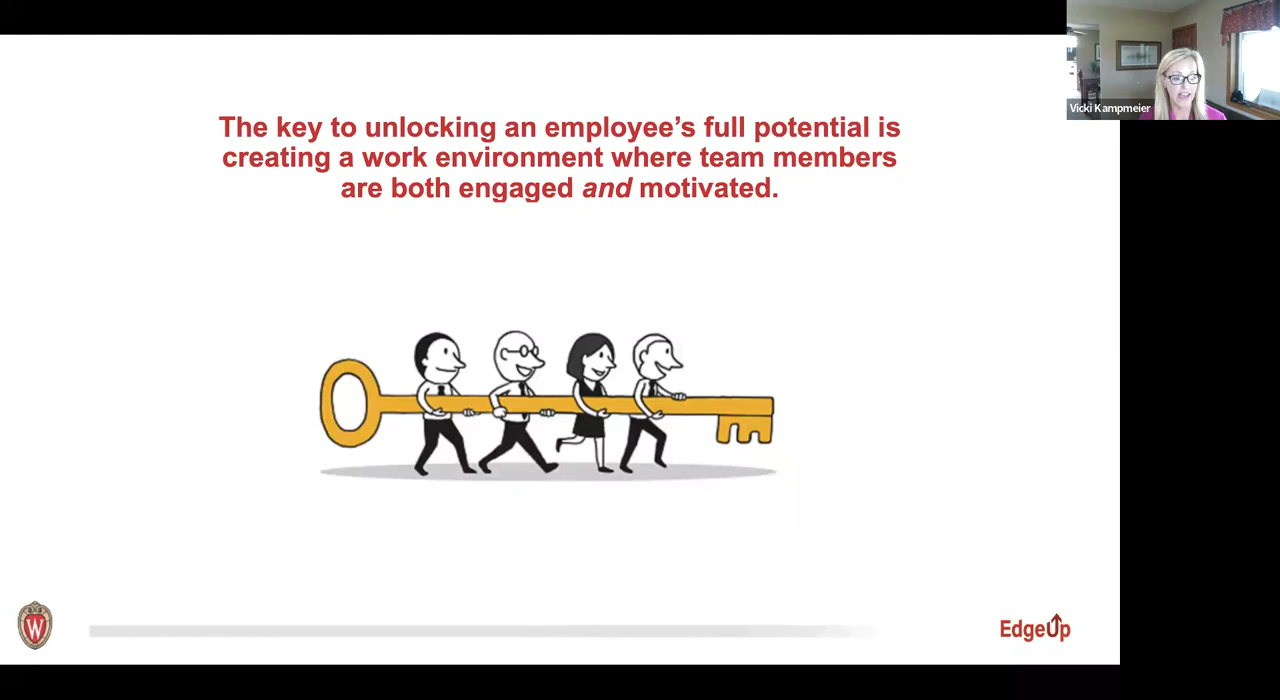 The key to unlocking an employee’s full potential is
creating a work environment where team members
are both engaged and motivated.
Vicki Kampmeier
W
EdgeUp